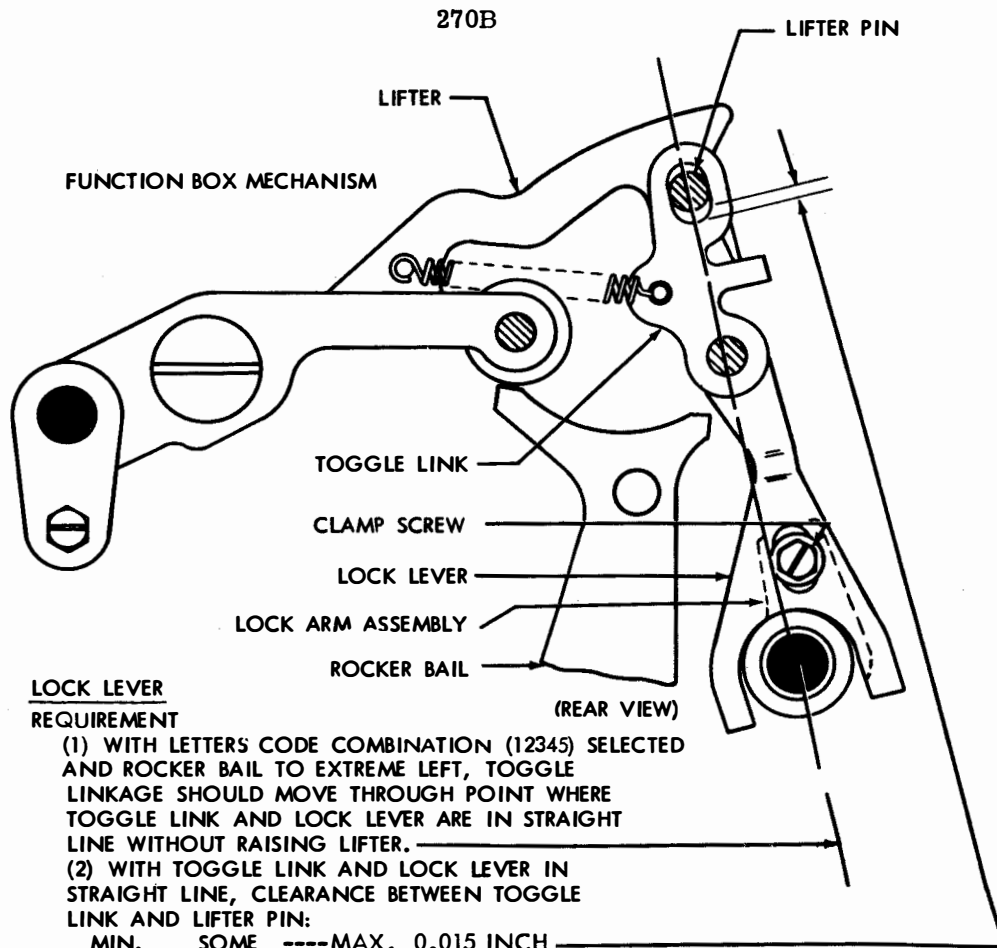 270B
LIFTER PIN
LIFTER
FUNCTION BOX MECHANISM
TOGGLE LINK
CLAMP SCREW
LOCK LEVER
LOCK ARM ASSEMBLY
ROCKER BAIL
(REAR VIEW)
LOCK LEVER
REQUIREMENT
(1) WITH LETTERS CODE COMBINATION (12345) SELECTED
AND ROCKER BAIL TO EXTREME LEFT, TOGGLE
LINKAGE SHOULD MOVE THROUGH POINT WHERE
TOGGLE LINK AND LOCK LEVER ARE IN STRAIGHT
LINE WITHOUT RAISING LIFTER.
(2) WITH TOGGLE LINK AND LOCK LEVER IN
STRAIGHT LINE, CLEARANCE BETWEEN TOGGLE
LINK AND LIFTER PIN:
MIN. SOME ----MAX. 0.015 INCH